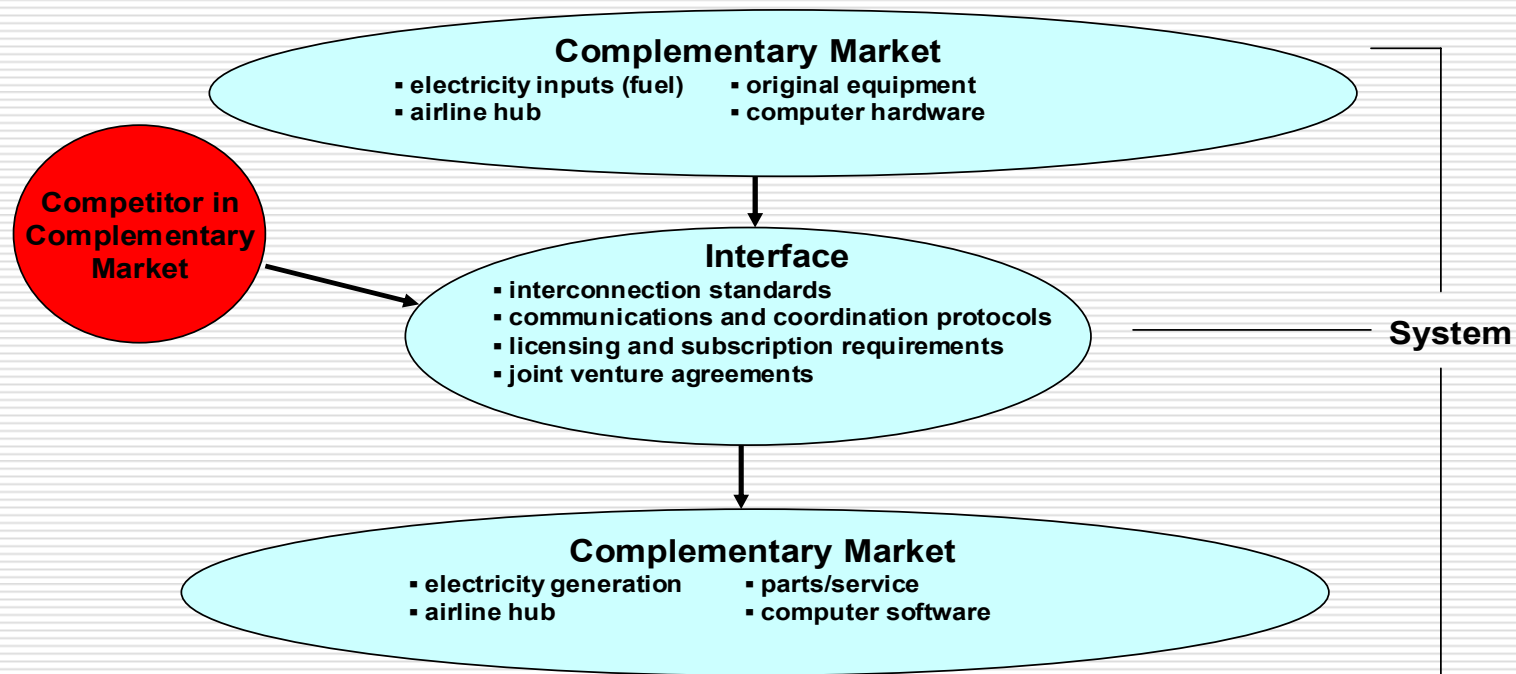 Complementary Market
▪ electricity inputs (fuel) ▪ original equipment
▪ airline hub ▪ computer hardware
Competitor in
Complementary
Market
Interface
▪ interconnection standards
▪ communications and coordination protocols
▪ licensing and subscription requirements
▪ joint venture agreements
System
Complementary Market
▪ electricity generation ▪ parts/service
▪ airline hub ▪ computer software